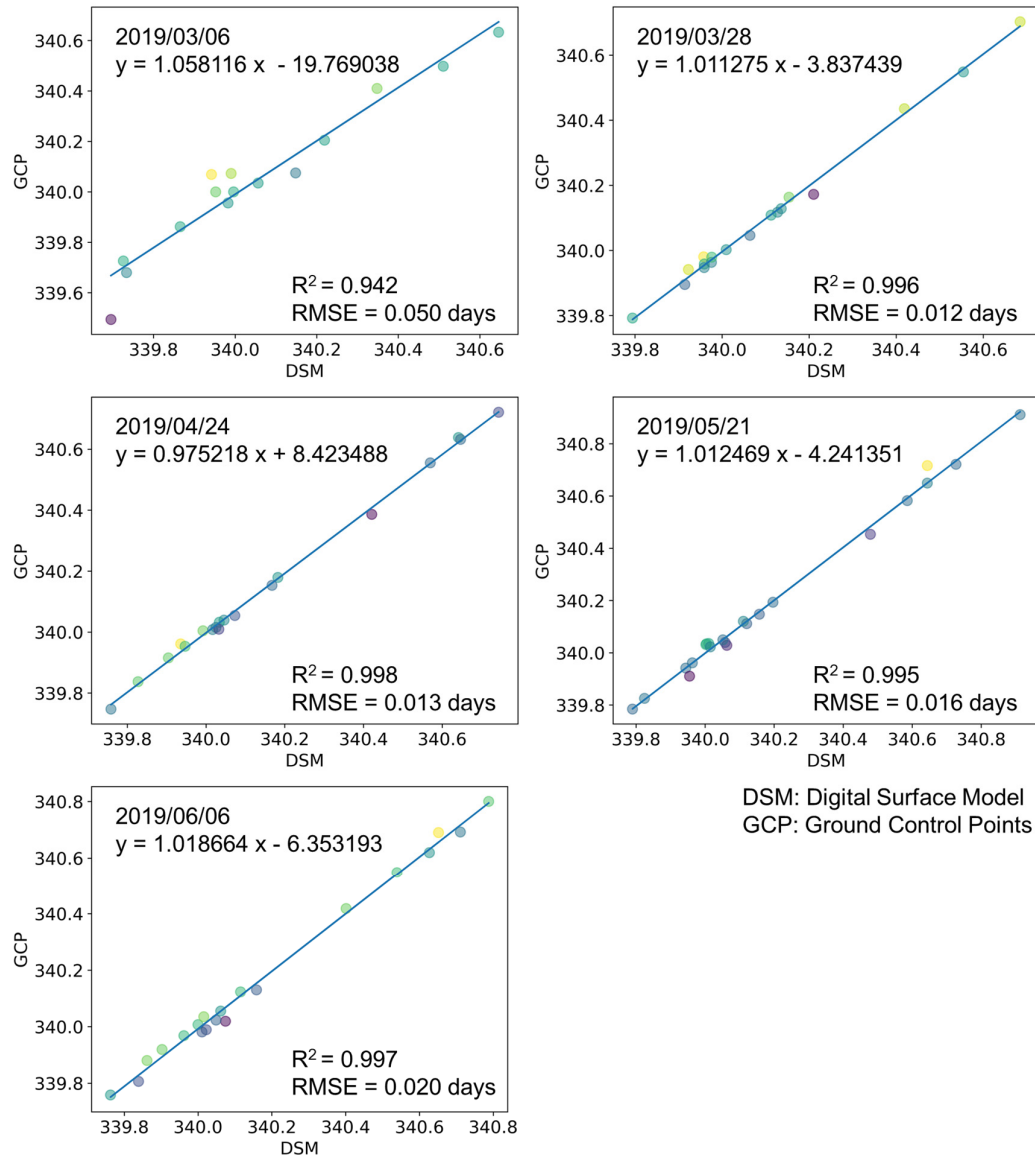 2019/03/06
y = 1.058116 x - 19.769038
340.6
340.4
340.2
340.0
339.8
339.6
GCP
R² = 0.942
RMSE = 0.050 days
339.8 340.0 340.2 340.4 340.6
DSM
2019/03/28
y = 1.011275 x - 3.837439
340.6
340.4
340.2
340.0
339.8
GCP
R² = 0.996
RMSE = 0.012 days
339.8 340.0 340.2 340.4 340.6
DSM
2019/04/24
y = 0.975218 x + 8.423488
340.6
340.4
340.2
340.0
339.8
GCP
R² = 0.998
RMSE = 0.013 days
339.8 340.0 340.2 340.4 340.6
DSM
2019/05/21
y = 1.012469 x - 4.241351
340.8
340.6
340.4
340.2
340.0
339.8
GCP
R² = 0.995
RMSE = 0.016 days
339.8 340.0 340.2 340.4 340.6 340.8
DSM
2019/06/06
y = 1.018664 x - 6.353193
340.8
340.6
340.4
340.2
340.0
339.8
GCP
R² = 0.997
RMSE = 0.020 days
339.8 340.0 340.2 340.4 340.6 340.8
DSM
DSM: Digital Surface Model
GCP: Ground Control Points